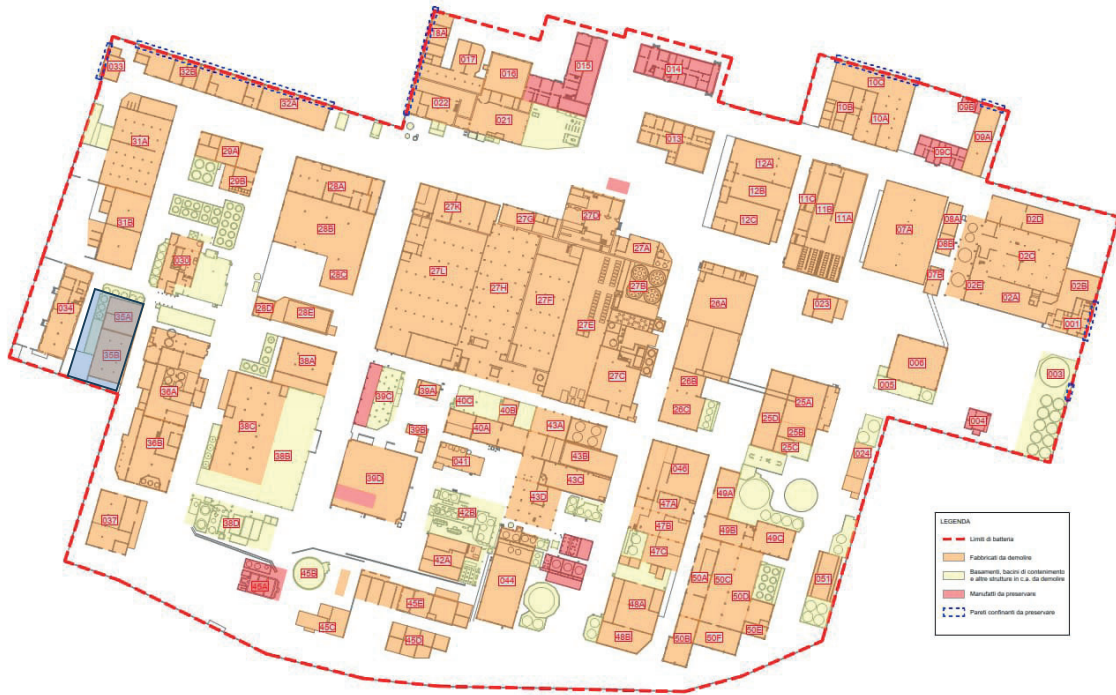 18A
017
016
015
014
033
32B
32A
022
021
10C
10B
10A
09B
09A
09C
013
31A
29A
29B
28A
12A
12B
12C
11C
11B
11A
31B
28B
27K
27G
27D
27A
07A
08A
08B
07B
02D
02C
02E
02A
02B
001
030
28C
27L
27H
27F
27B
27E
26A
023
034
35A
35B
28D
28E
38A
006
005
003
36A
39C
39A
27C
26B
26C
25A
25D
25B
25C
004
36B
38C
38B
40C
40B
40A
39B
43A
43B
43C
43D
041
39D
046
47A
47B
47C
49A
49B
49C
024
037
38D
42B
42A
044
45A
45B
45E
45C
45D
48A
48B
50A
50C
50D
50E
50F
50B
051
LEGENDA
Limiti di batteria
Fabbricati da demolire
Basamenti, bacini di contenimento
e altre strutture in c.a. da demolire
Manufatti da preservare
Pareti confinanti da preservare